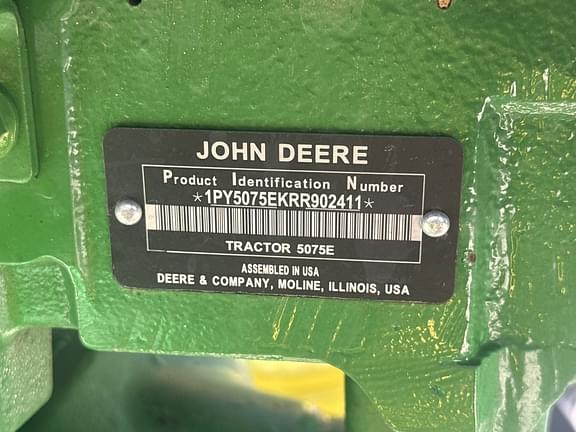 JOHN DEERE
Product Identification Number
*1PY5075EKRR902411*
TRACTOR 5075E
ASSEMBLED IN USA
DEERE & COMPANY, MOLINE, ILLINOIS, USA